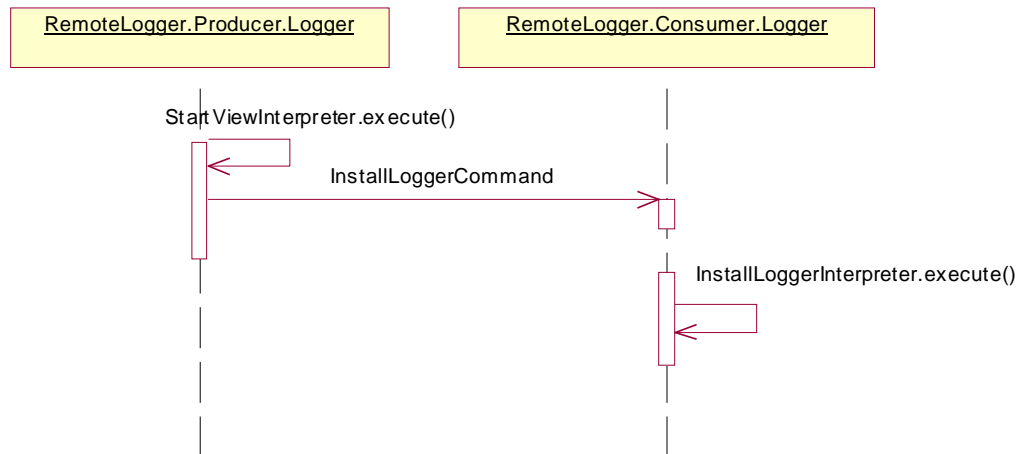 RemoteLogger.Producer.Logger
RemoteLogger.Consumer.Logger
StartViewInterpreter.execute()
InstallLoggerCommand
InstallLoggerInterpreter.execute()